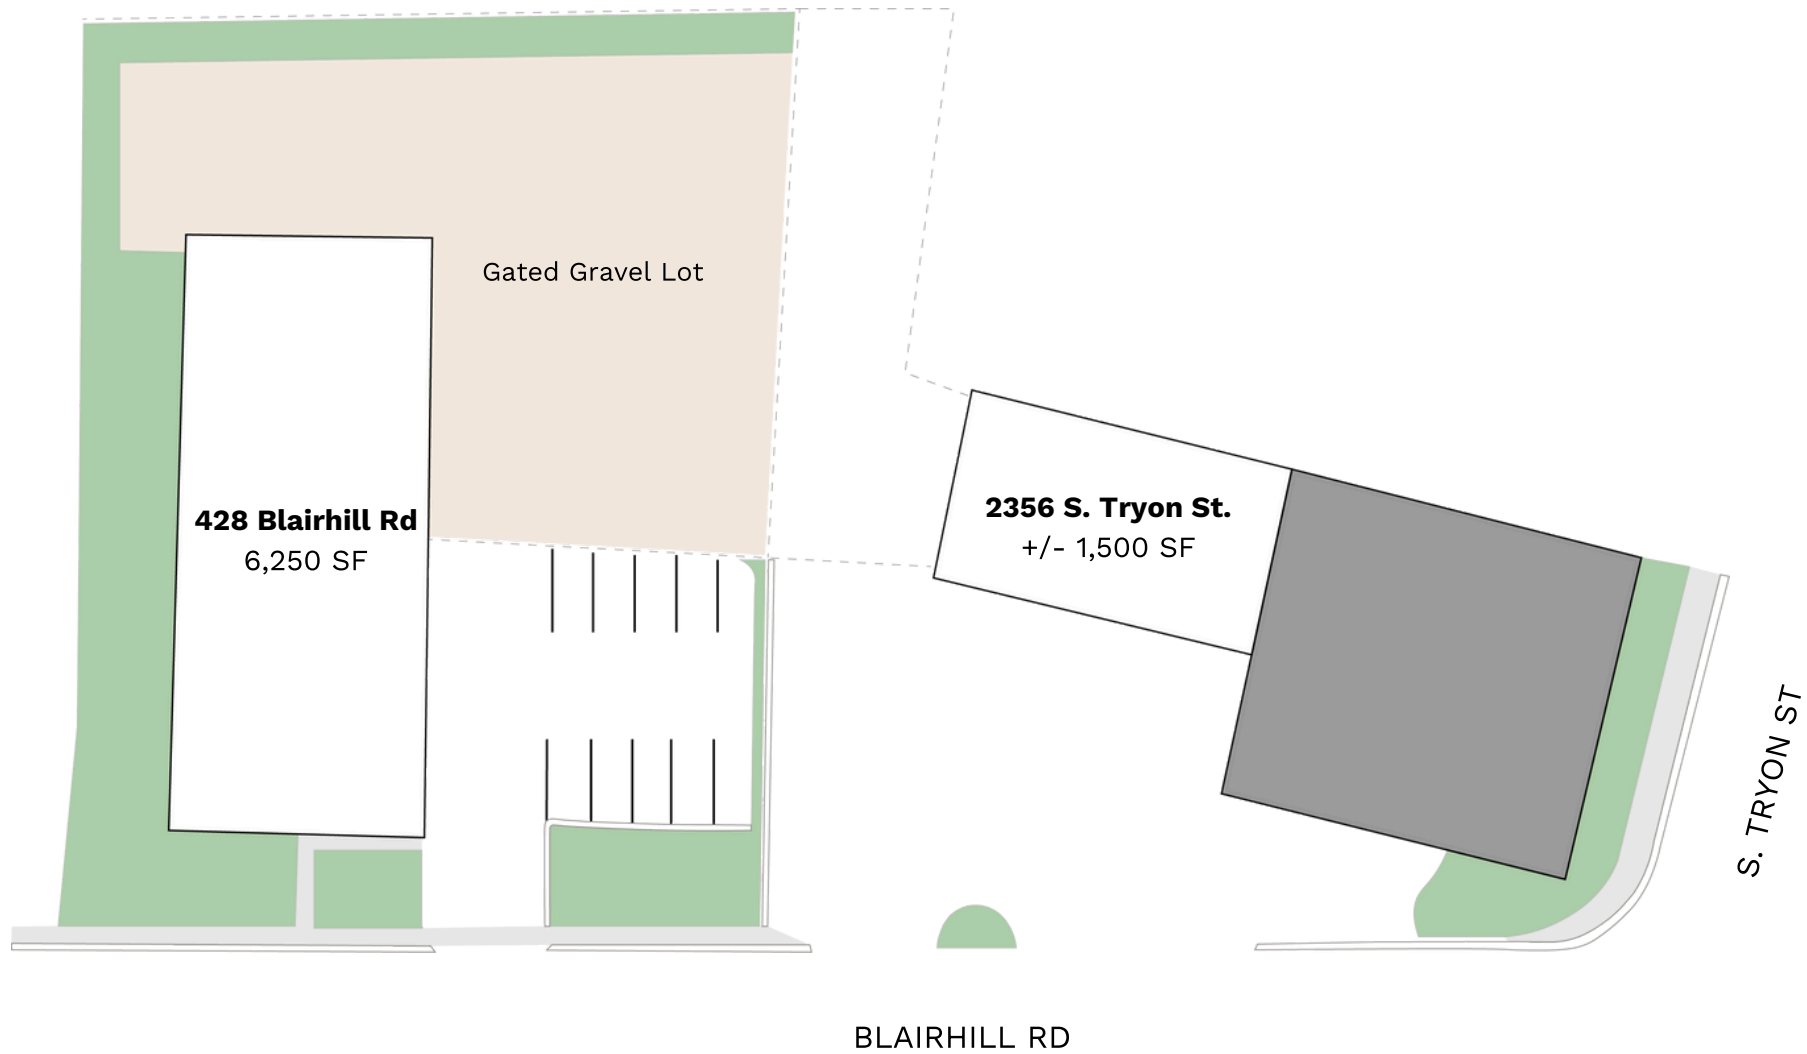 Gated Gravel Lot
428 Blairhill Rd
6,250 SF
2356 S. Tryon St.
+/- 1,500 SF
S. TRYON ST
BLAIRHILL RD